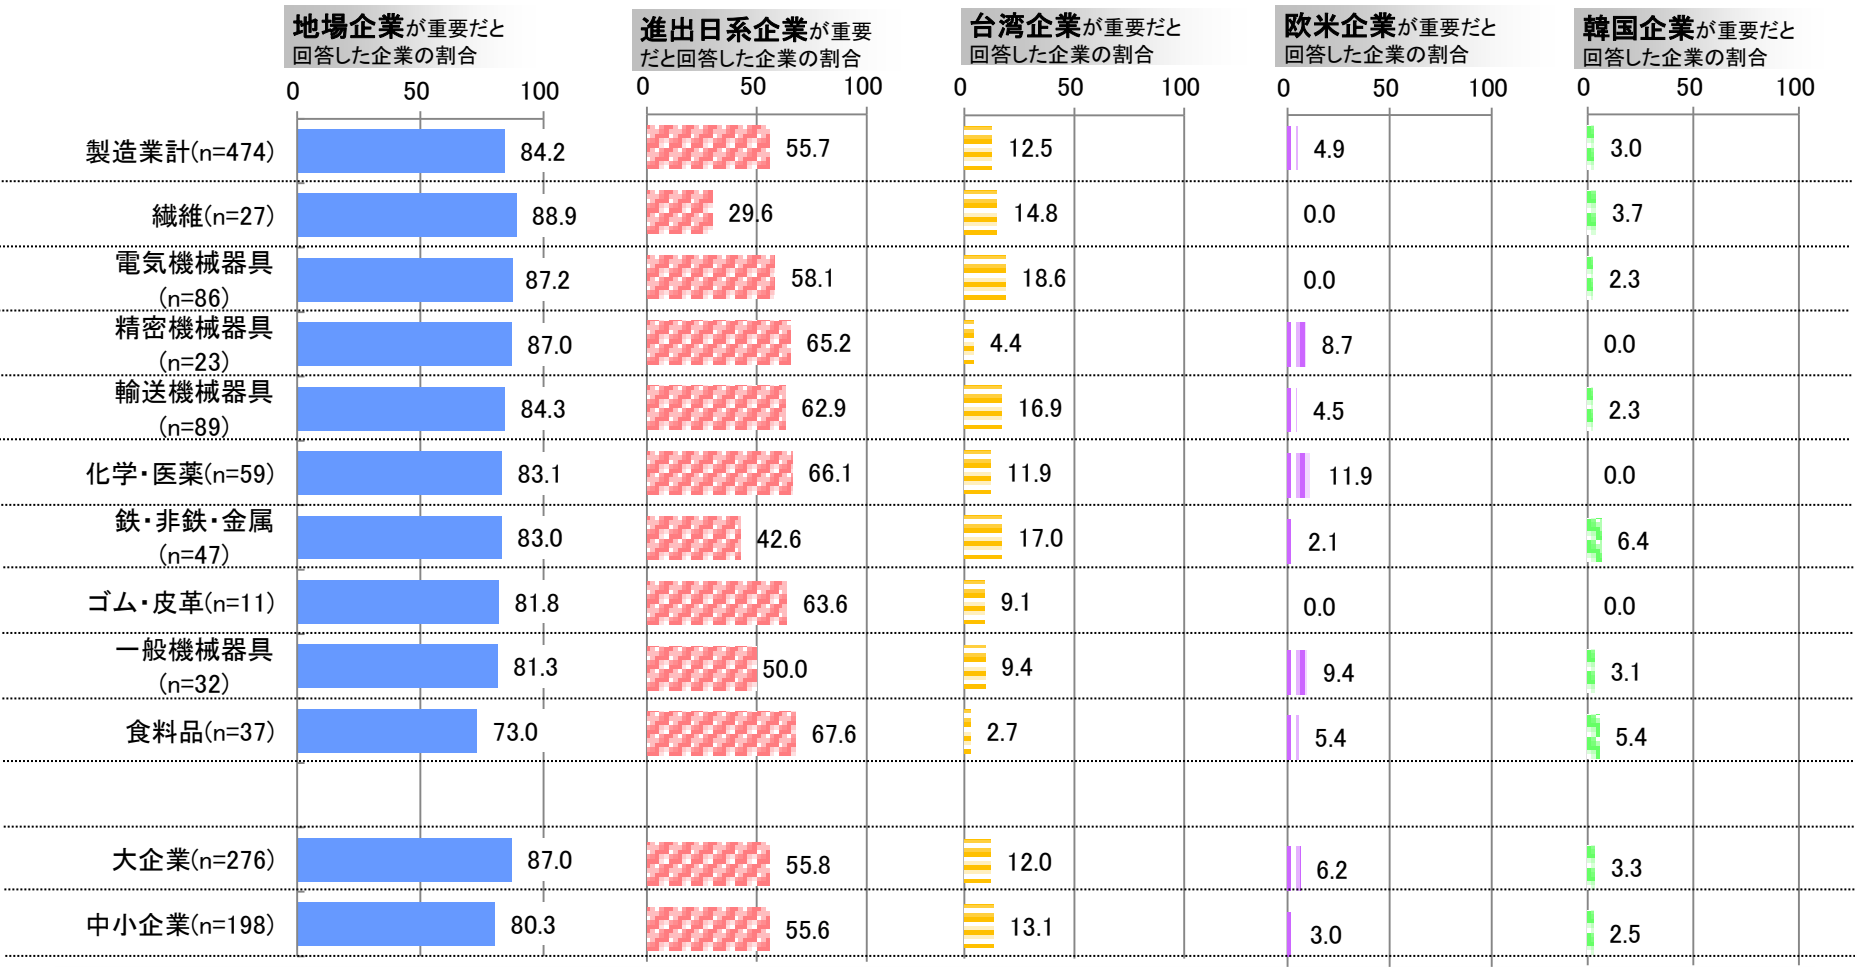 地場企業が重要だと
回答した企業の割合
進出日系企業が重要
だと回答した企業の割合
台湾企業が重要だと
回答した企業の割合
欧米企業が重要だと
回答した企業の割合
韓国企業が重要だと
回答した企業の割合
0 50 100 0 50 100 0 50 100 0 50 100 0 50 100
製造業計(n=474) 84.2 55.7 12.5 4.9 3.0
繊維(n=27) 88.9 29.6 14.8 0.0 3.7
電気機械器具
(n=86) 87.2 58.1 18.6 0.0 2.3
精密機械器具
(n=23) 87.0 65.2 4.4 8.7 0.0
輸送機械器具
(n=89) 84.3 62.9 16.9 4.5 2.3
化学・医薬(n=59) 83.1 66.1 11.9 11.9 0.0
鉄・非鉄・金属
(n=47) 83.0 42.6 17.0 2.1 6.4
ゴム・皮革(n=11) 81.8 63.6 9.1 0.0 0.0
一般機械器具
(n=32) 81.3 50.0 9.4 9.4 3.1
食料品(n=37) 73.0 67.6 2.7 5.4 5.4
大企業(n=276) 87.0 55.8 12.0 6.2 3.3
中小企業(n=198) 80.3 55.6 13.1 3.0 2.5